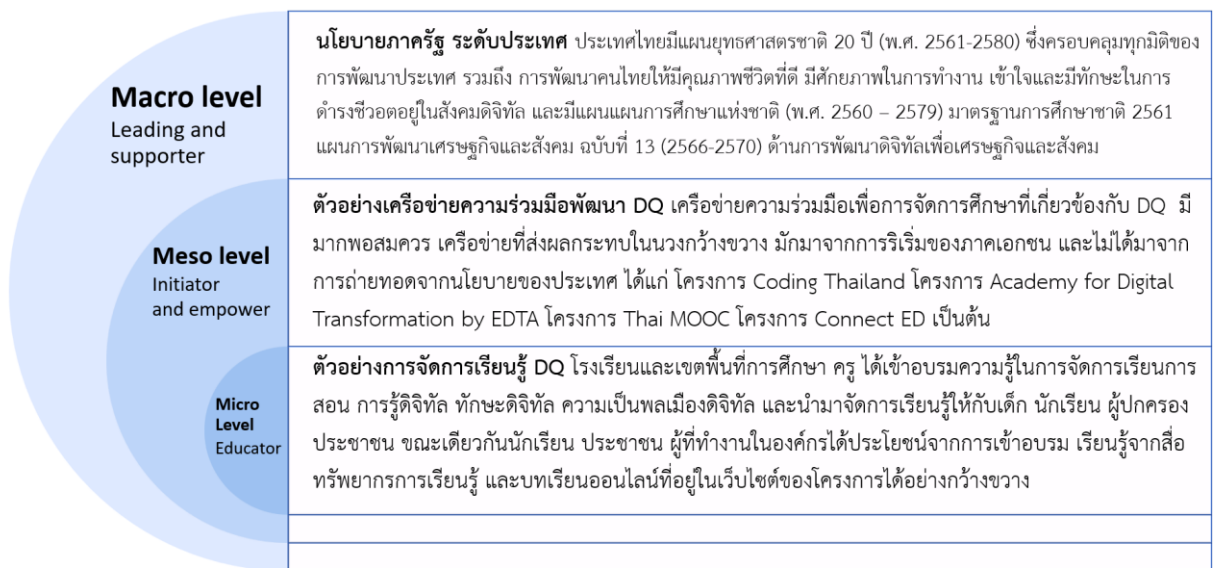 Macro level
Leading and
supporter
นโยบายภาครัฐ ระดับประเทศ ประเทศไทยมีแผนยุทธศาสตรชาติ 20 ปี (พ.ศ. 2561-2580) ซึ่งครอบคลุมทุกมิติของ
การพัฒนาประเทศ รวมถึง การพัฒนาคนไทยให้มีคุณภาพชีวิตที่ดี มีศักยภาพในการทำงาน เข้าใจและมีทักษะในการ
ดำรงชีวอตอยู่ในสังคมดิจิทัล และมีแผนแผนการศึกษาแห่งชาติ (พ.ศ. 2560 – 2579) มาตรฐานการศึกษาชาติ 2561
แผนการพัฒนาเศรษฐกิจและสังคม ฉบับที่ 13 (2566-2570) ด้านการพัฒนาดิจิทัลเพื่อเศรษฐกิจและสังคม
Meso level
Initiator
and empower
ตัวอย่างเครือข่ายความร่วมมือพัฒนา DQ เครือข่ายความร่วมมือเพื่อการจัดการศึกษาที่เกี่ยวข้องกับ DQ มี
มากพอสมควร เครือข่ายที่ส่งผลกระทบในวงกว้างขวาง มักมาจากการริเริ่มของภาคเอกชน และไม่ได้มาจาก
การถ่ายทอดจากนโยบายของประเทศ ได้แก่ โครงการ Coding Thailand โครงการ Academy for Digital
Transformation by EDTA โครงการ Thai MOOC โครงการ Connect ED เป็นต้น
Micro
Level
Educator
ตัวอย่างการจัดการเรียนรู้ DQ โรงเรียนและเขตพื้นที่การศึกษา ครู ได้เข้าอบรมความรู้ในการจัดการเรียนการ
สอน การรู้ดิจิทัล ทักษะดิจิทัล ความเป็นพลเมืองดิจิทัล และนำมาจัดการเรียนรู้ให้กับเด็ก นักเรียน ผู้ปกครอง
ประชาชน ขณะเดียวกันนักเรียน ประชาชน ผู้ที่ทำงานในองค์กรได้ประโยชน์จากการเข้าอบรม เรียนรู้จากสื่อ
ทรัพยากรการเรียนรู้ และบทเรียนออนไลน์ที่อยู่ในเว็บไซต์ของโครงการได้อย่างกว้างขวาง